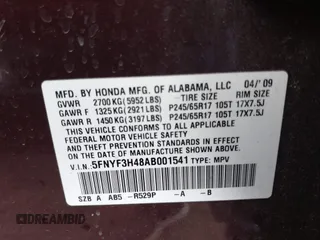 MFD. BY HONDA MFG. OF ALABAMA, LLC 04/'09
GVWR 2700 KG (5952 LBS) TIRE SIZE RIM SIZE
GAWR F 1325 KG (2921 LBS) P245/65R17 105T 17X7.5J
GAWR R 1450 KG (3197 LBS) P245/65R17 105T 17X7.5J
THIS VEHICLE CONFORMS TO ALL APPLICABLE
FEDERAL MOTOR VEHICLE SAFETY STANDARDS
IN EFFECT ON THE DATE OF MANUFACTURE
SHOWN ABOVE.
V.I.N. 5FNYF3H48AB001541 TYPE: MPV
SZB A AB5 -R529P -A -B
DREAMBID